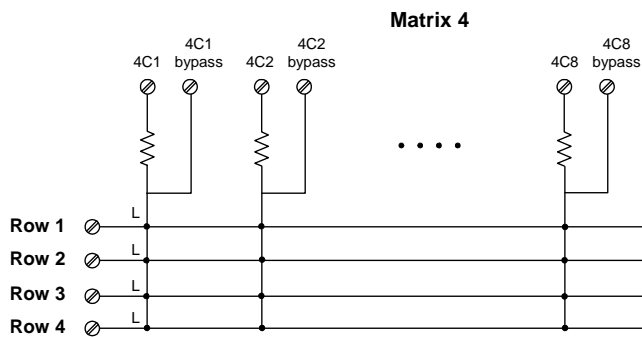 Matrix 4
4C1
4C1
bypass
4C2
4C2
bypass
4C8
4C8
bypass
L
Row 1
L
Row 2
L
Row 3
L
Row 4